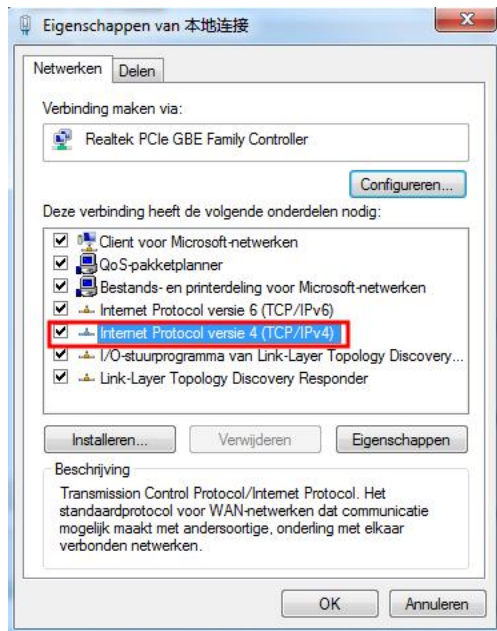 Eigenschappen van 本地连接
Netwerken Delen
Verbinding maken via:
Realtek PCIe GBE Family Controller
Configureren...
Deze verbinding heeft de volgende onderdelen nodig:
Client voor Microsoft-netwerken
QoS-pakketplanner
Bestands- en printerdeling voor Microsoft-netwerken
Internet Protocol versie 6 (TCP/IPv6)
Internet Protocol versie 4 (TCP/IPv4)
I/O-stuurprogramma van Link-Layer Topology Discovery...
Link-Layer Topology Discovery Responder
Installeren... Verwijderen Eigenschappen
Beschrijving
Transmission Control Protocol/Internet Protocol. Het
standaardprotocol voor WAN-netwerken dat communicatie
mogelijk maakt met andersoortige, onderling met elkaar
verbonden netwerken.
OK Annuleren